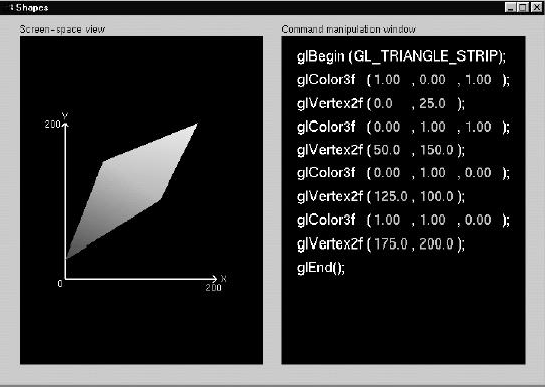 Shapes
Screen-space view
Y
200
0
200
X
Command manipulation window
glBegin (GL_TRIANGLE_STRIP);
glColor3f ( 1.00 , 0.00 , 1.00 );
glVertex2f ( 0.0 , 25.0 );
glColor3f ( 0.00 , 1.00 , 1.00 );
glVertex2f ( 50.0 , 150.0 );
glColor3f ( 0.00 , 1.00 , 0.00 );
glVertex2f ( 125.0 , 100.0 );
glColor3f ( 1.00 , 1.00 , 0.00 );
glVertex2f ( 175.0 , 200.0 );
glEnd();